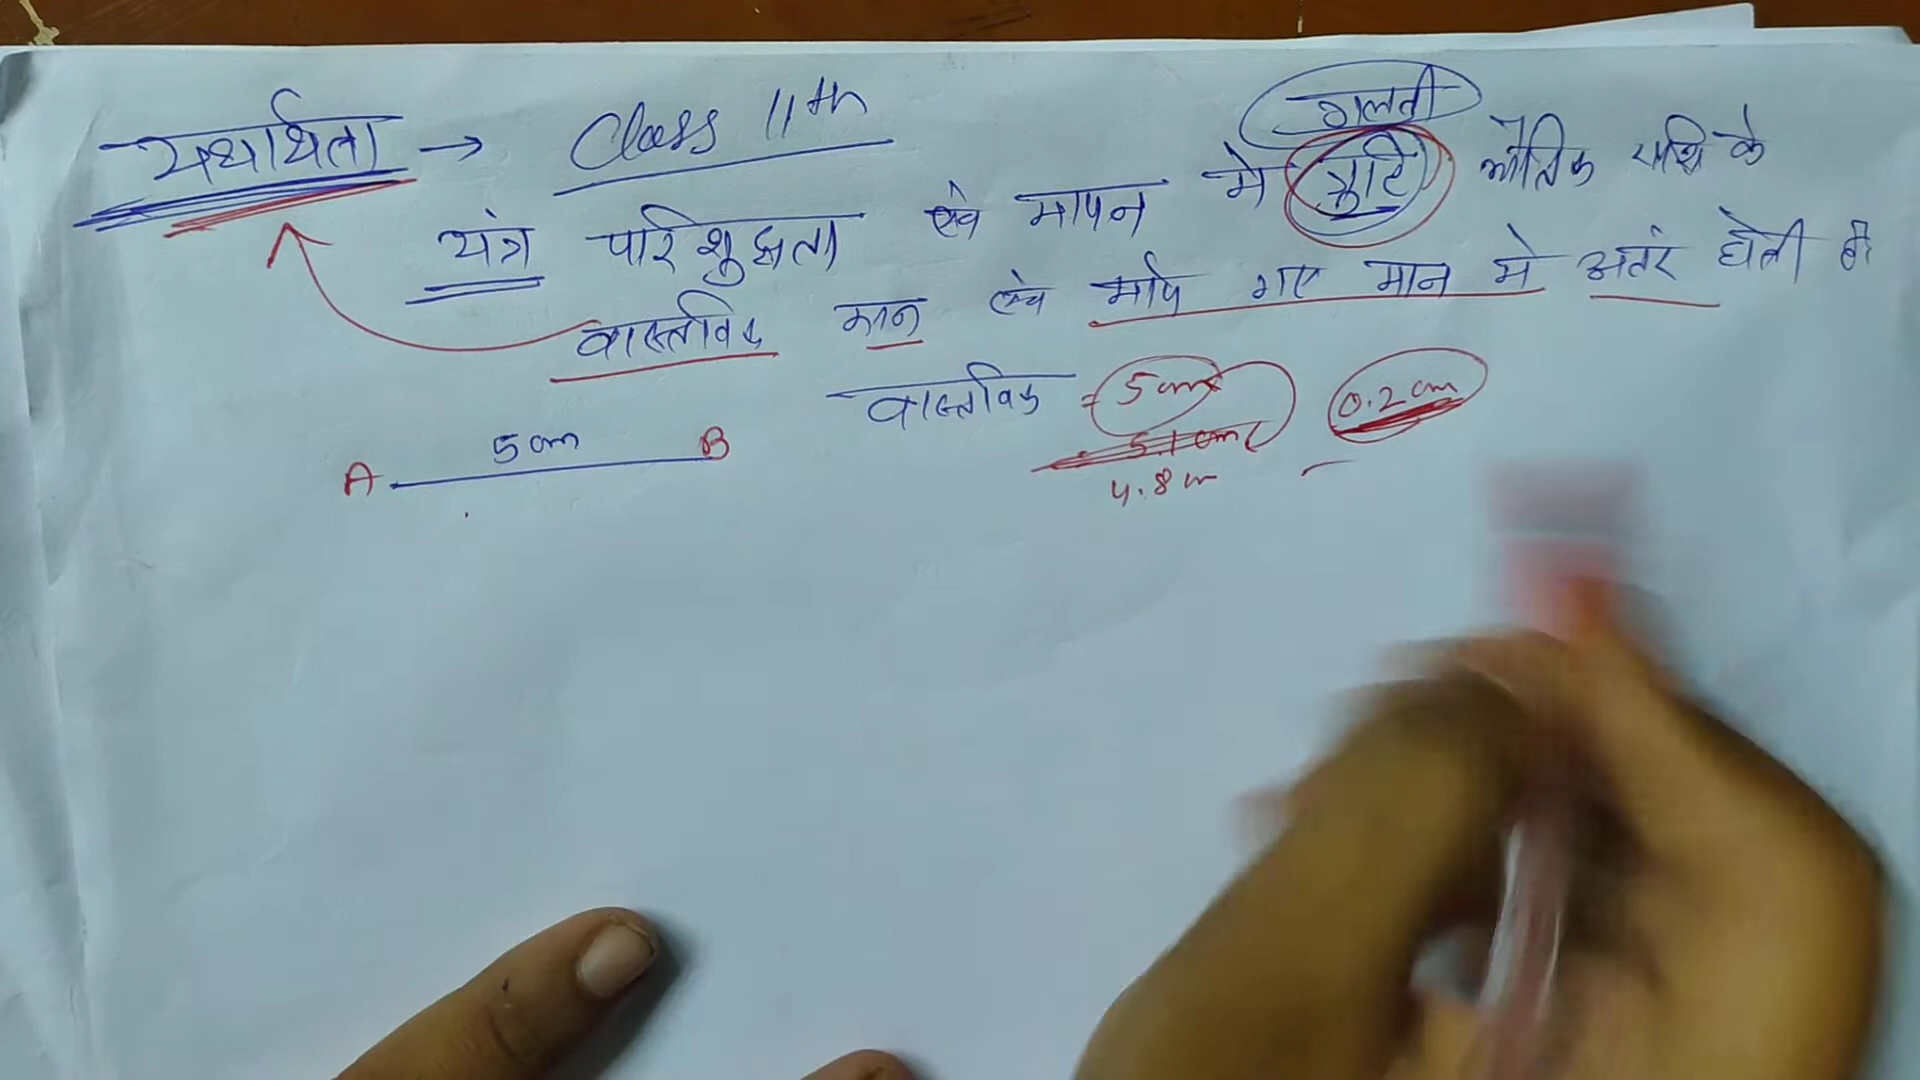 यथार्थता → Class 11th
गलती
यंत्र परिशुद्धता एवं मापन मे त्रुटि भौतिक राशि के
वास्तविक मान एवं मापे गए मान मे अतंर होती है
वास्तविक = 5 cm 0.2 cm
5.1 cm
4.8 cm
A 5 cm B